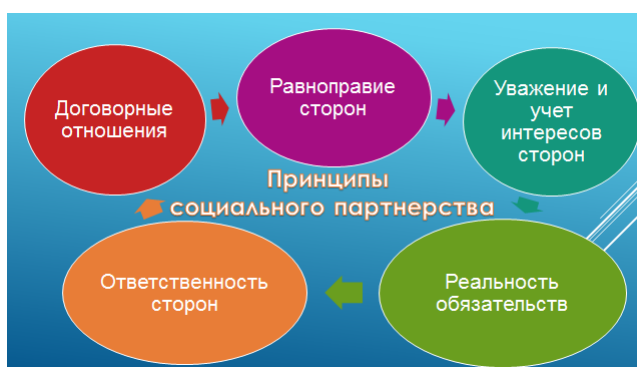 Договорные
отношения
Равноправие
сторон
Уважение и
учет
интересов
сторон
Принципы
социального партнерства
Ответственность
сторон
Реальность
обязательств